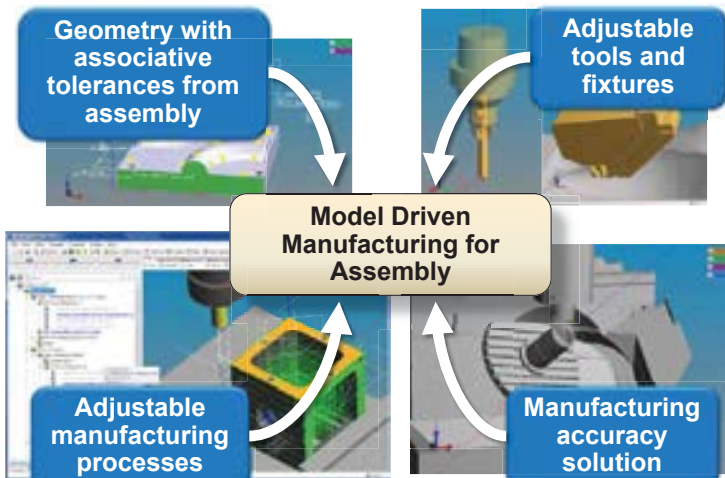 Geometry with
associative
tolerances from
assembly
Adjustable
tools and
fixtures
Model Driven
Manufacturing for
Assembly
Adjustable
manufacturing
processes
Manufacturing
accuracy
solution